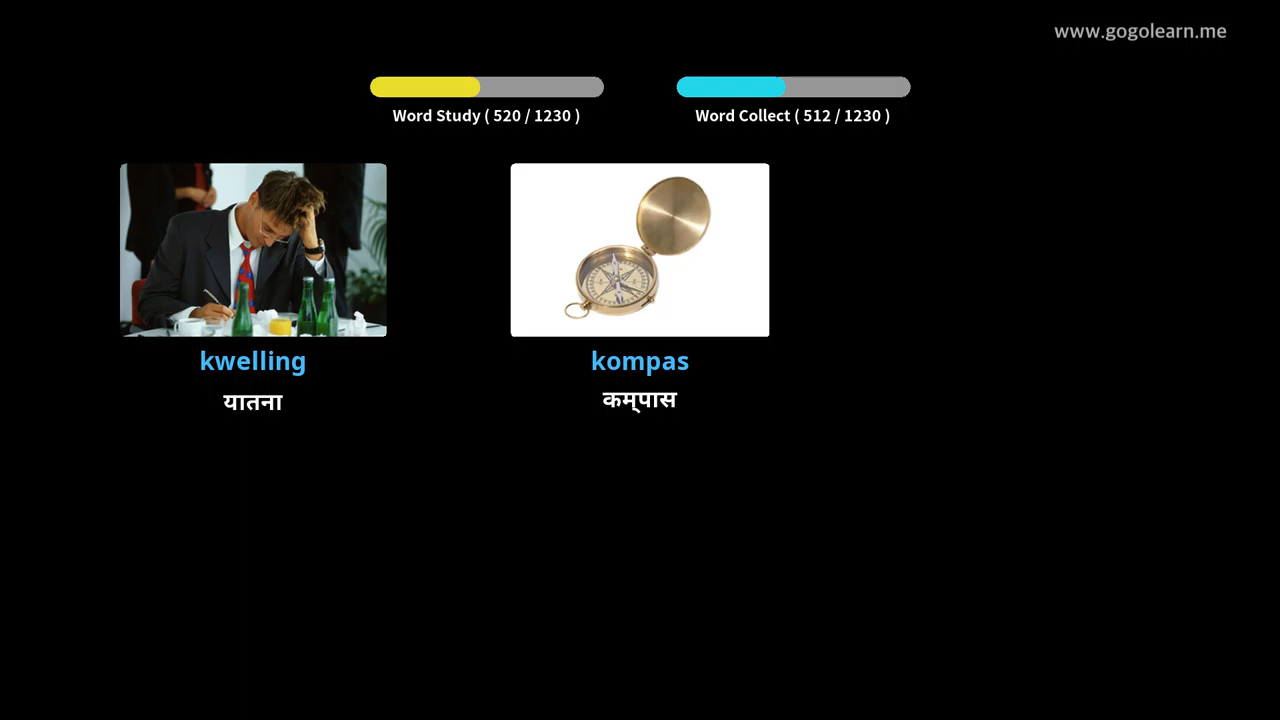 www.gogolearn.me
Word Study ( 520 / 1230 )
Word Collect ( 512 / 1230 )
kwelling
यातना
kompas
कम्पास